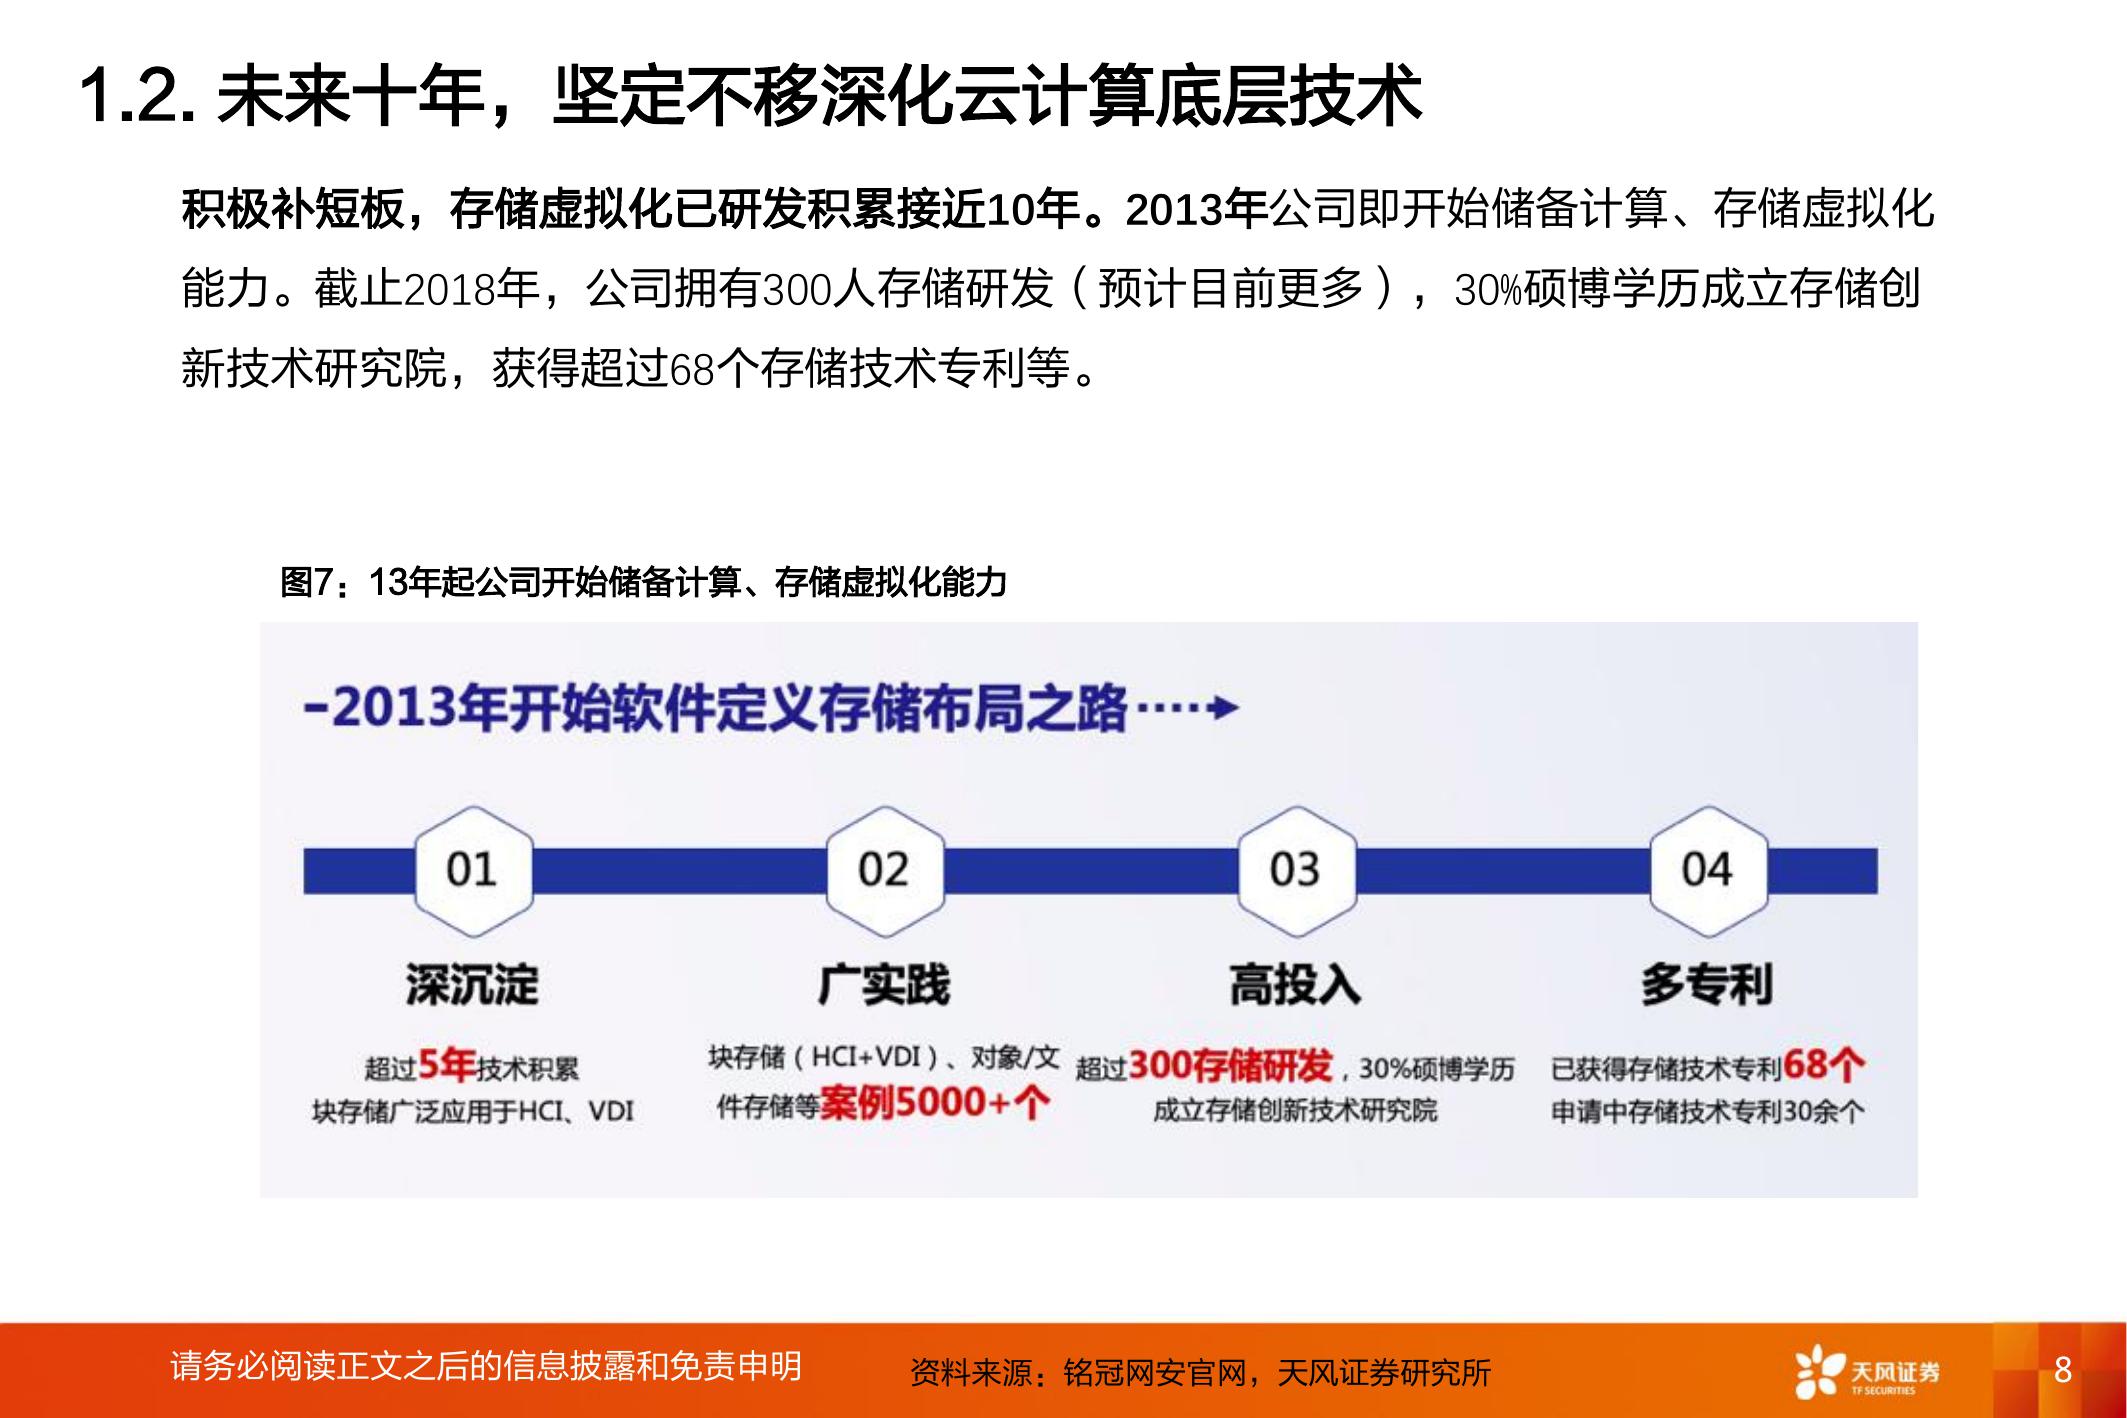 1.2. 未来十年，坚定不移深化云计算底层技术
积极补短板，存储虚拟化已研发积累接近10年。2013年公司即开始储备计算、存储虚拟化
能力。截止2018年，公司拥有300人存储研发（预计目前更多），30%硕博学历成立存储创
新技术研究院，获得超过68个存储技术专利等。
图7：13年起公司开始储备计算、存储虚拟化能力
-2013年开始软件定义存储布局之路
01
02
03
04
深沉淀
广实践
高投入
多专利
超过5年技术积累
块存储广泛应用于HCI、VDI
块存储（HCI+VDI）、对象/文
件存储等案例5000+个
超过300存储研发，30%硕博学历
成立存储创新技术研究院
已获得存储技术专利68个
申请中存储技术专利30余个
请务必阅读正文之后的信息披露和免责申明
资料来源：铭冠网安官网，天风证券研究所
天风证券
TF SECURITIES
8